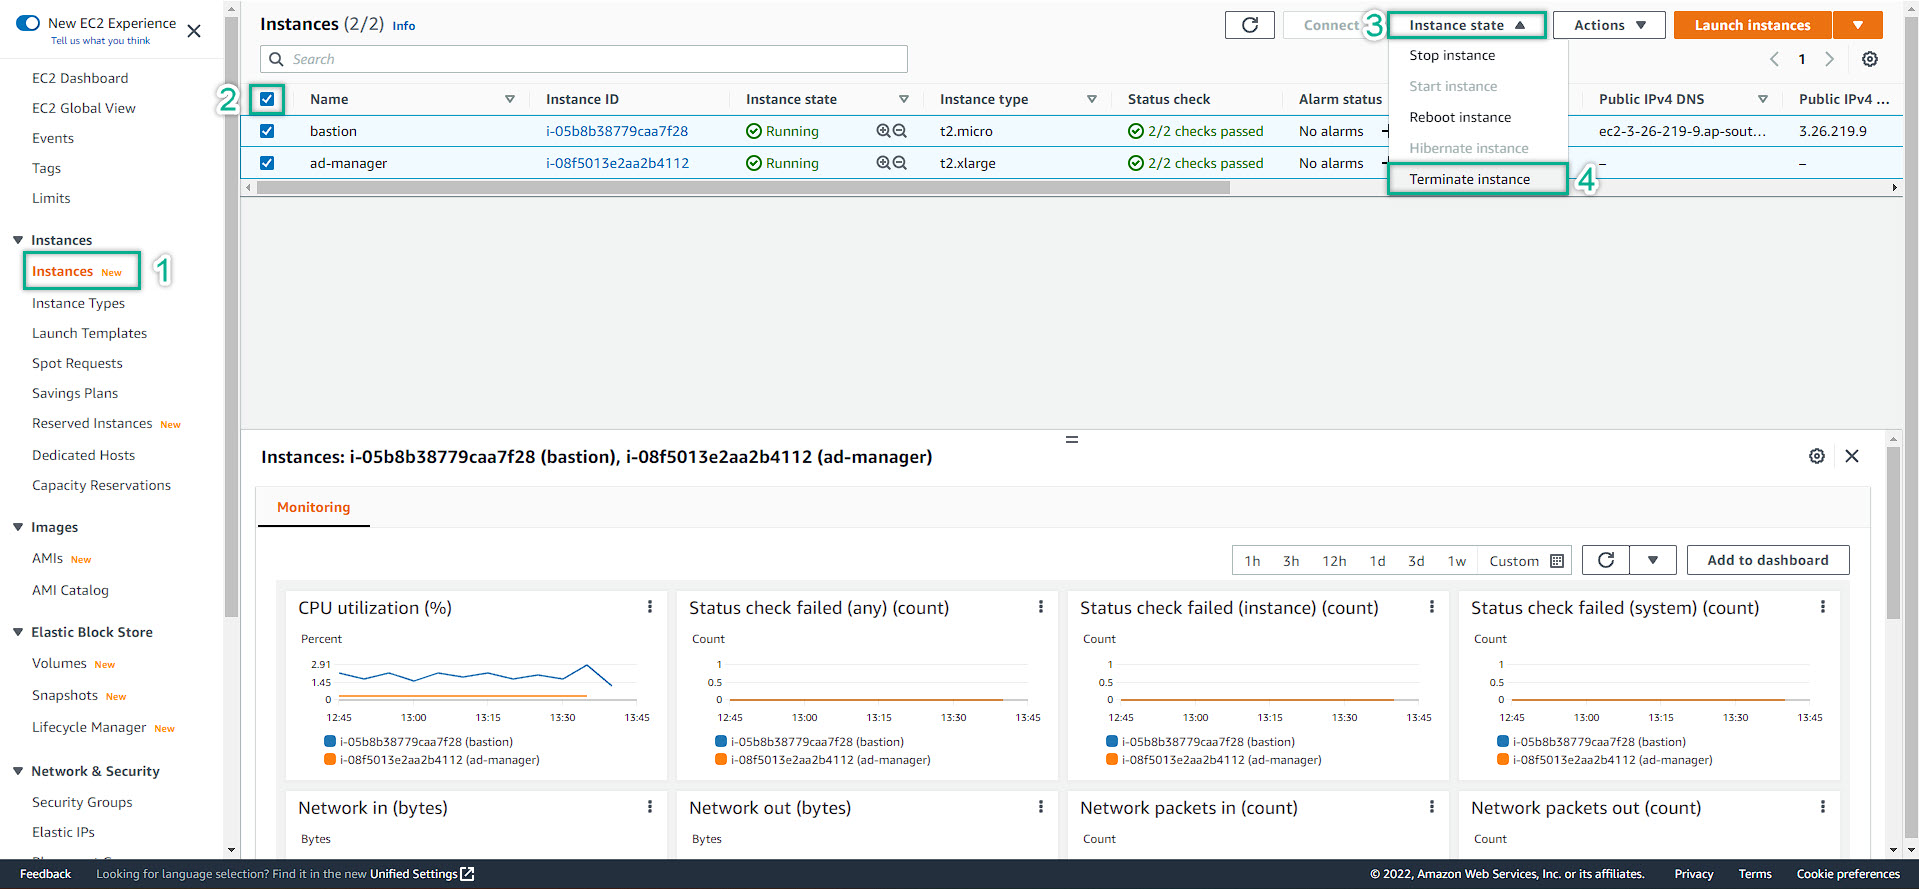 New EC2 Experience
Tell us what you think
EC2 Dashboard
EC2 Global View
Events
Tags
Limits
Instances
Instances New
1
Instance Types
Launch Templates
Spot Requests
Savings Plans
Reserved Instances New
Dedicated Hosts
Capacity Reservations
Images
AMIs New
AMI Catalog
Elastic Block Store
Volumes New
Snapshots New
Lifecycle Manager New
Network & Security
Security Groups
Elastic IPs
Instances (2/2) Info
Connect
3
Instance state
Actions
Launch instances
Search
1
Stop instance
Start instance
Reboot instance
Hibernate instance
Terminate instance
4
2
Name Instance ID Instance state Instance type Status check Alarm status Public IPv4 DNS Public IPv4 ...
bastion i-05b8b38779caa7f28 Running t2.micro 2/2 checks passed No alarms ec2-3-26-219-9.ap-sout... 3.26.219.9
ad-manager i-08f5013e2aa2b4112 Running t2.xlarge 2/2 checks passed No alarms – –
Instances: i-05b8b38779caa7f28 (bastion), i-08f5013e2aa2b4112 (ad-manager)
Monitoring
1h 3h 12h 1d 3d 1w Custom Add to dashboard
CPU utilization (%)
Percent
2.91
1.45
0
12:45 13:00 13:15 13:30 13:45
i-05b8b38779caa7f28 (bastion)
i-08f5013e2aa2b4112 (ad-manager)
Status check failed (any) (count)
Count
1
0.5
0
12:45 13:00 13:15 13:30 13:45
i-05b8b38779caa7f28 (bastion)
i-08f5013e2aa2b4112 (ad-manager)
Status check failed (instance) (count)
Count
1
0.5
0
12:45 13:00 13:15 13:30 13:45
i-05b8b38779caa7f28 (bastion)
i-08f5013e2aa2b4112 (ad-manager)
Status check failed (system) (count)
Count
1
0.5
0
12:45 13:00 13:15 13:30 13:45
i-05b8b38779caa7f28 (bastion)
i-08f5013e2aa2b4112 (ad-manager)
Network in (bytes)
Bytes
Network out (bytes)
Bytes
Network packets in (count)
Count
Network packets out (count)
Count
Feedback Looking for language selection? Find it in the new Unified Settings © 2022, Amazon Web Services, Inc. or its affiliates. Privacy Terms Cookie preferences